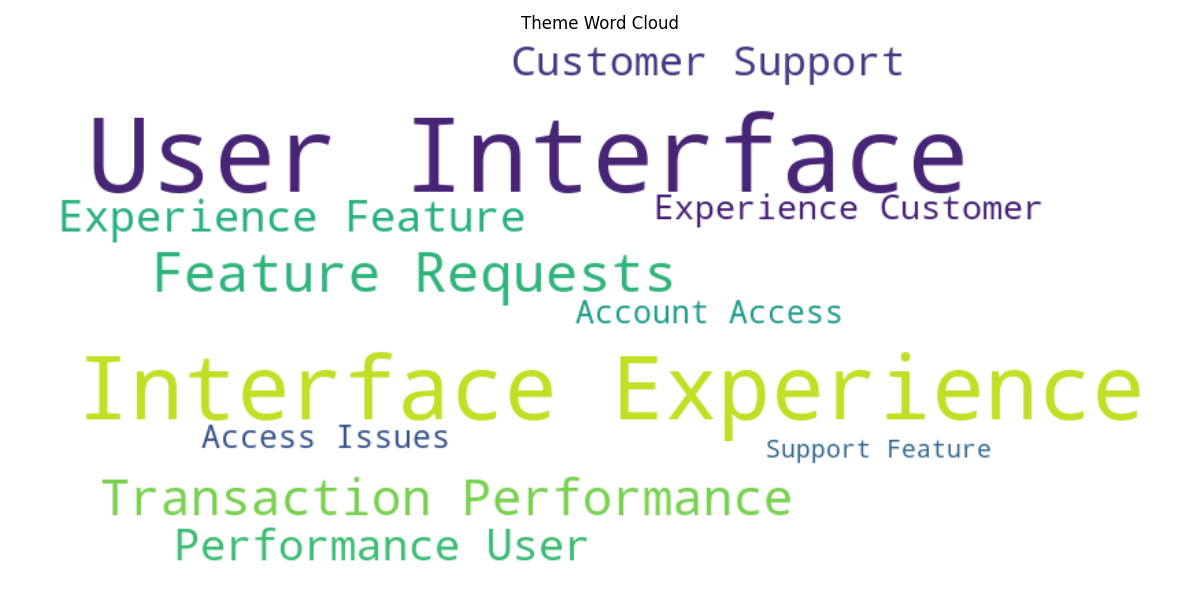 Theme Word Cloud
Customer Support
User Interface
Experience Customer
Experience Feature
Feature Requests
Account Access
Interface Experience
Access Issues
Support Feature
Transaction Performance
Performance User